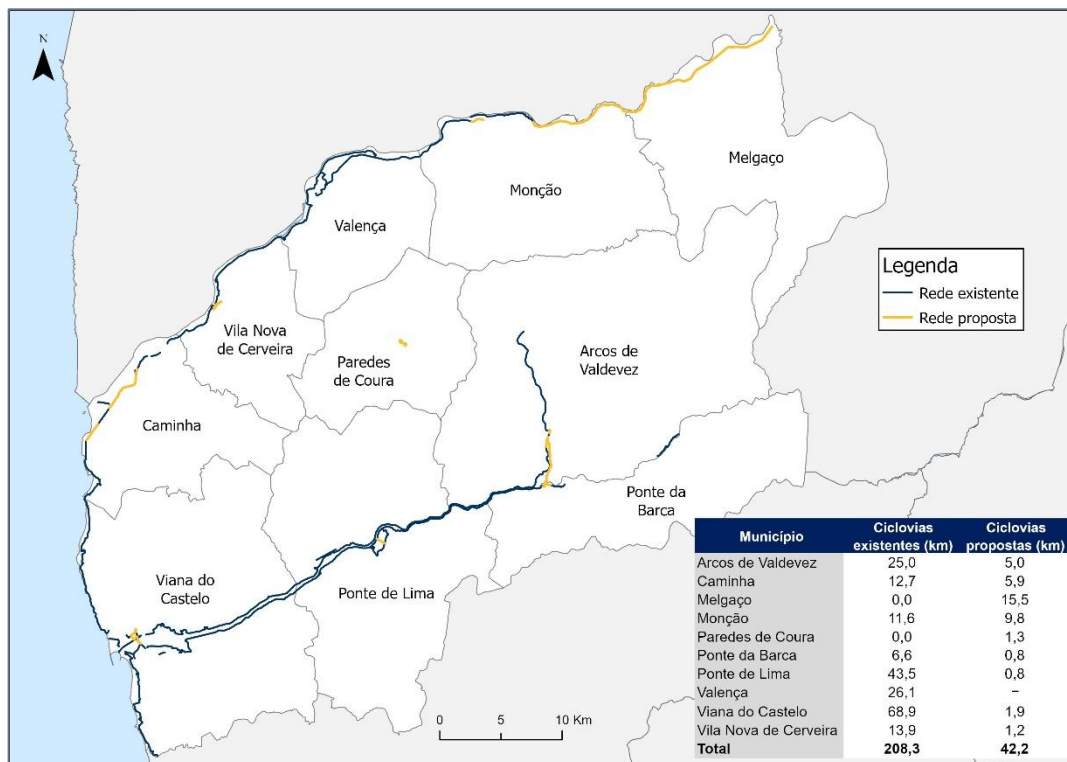 N
Melgaço
Monção
Valença
Legenda
Rede existente
Rede proposta
Vila Nova
de Cerveira
Paredes
de Coura
Arcos de
Valdevez
Caminha
Ponte da
Barca
Viana do
Castelo
Ponte de Lima
0 5 10 Km
Município Ciclovias existentes (km) Ciclovias propostas (km)
Arcos de Valdevez 25,0 5,0
Caminha 12,7 5,9
Melgaço 0,0 15,5
Monção 11,6 9,8
Paredes de Coura 0,0 1,3
Ponte da Barca 6,6 0,8
Ponte de Lima 43,5 0,8
Valença 26,1 –
Viana do Castelo 68,9 1,9
Vila Nova de Cerveira 13,9 1,2
Total 208,3 42,2